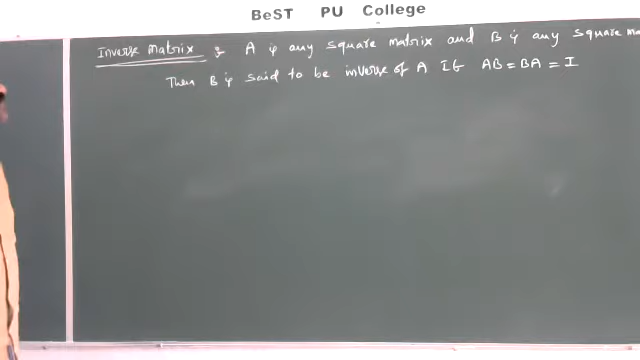 BeST PU College
Inverse Matrix : A is any square matrix and B is any square
Then B is said to be inverse of A If AB = BA = I